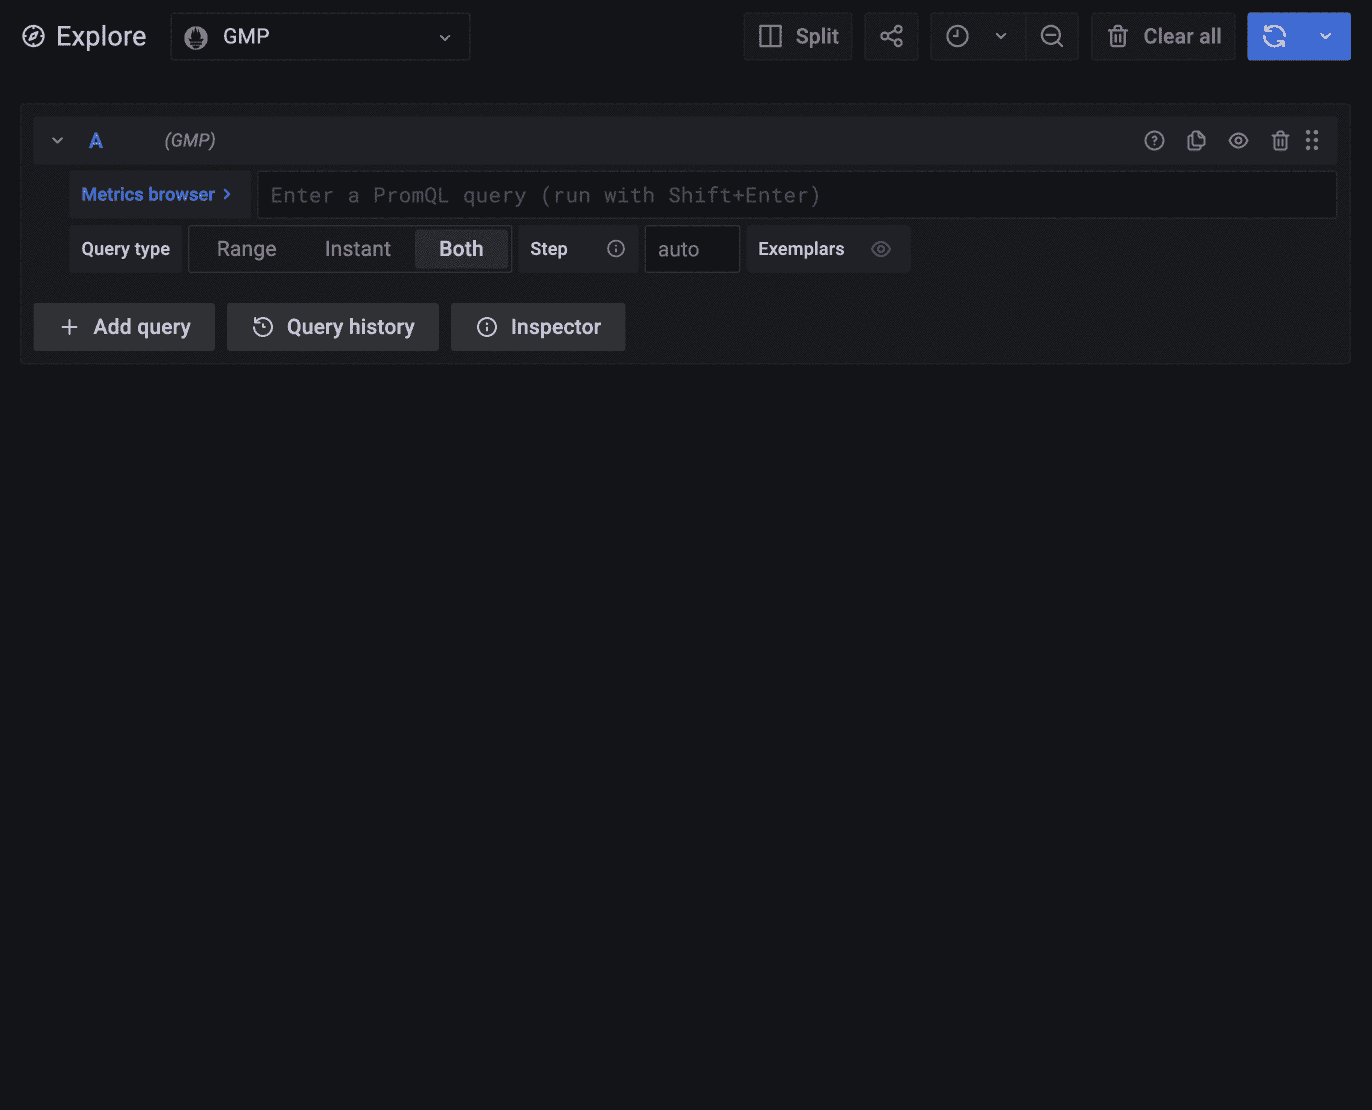 Explore GMP Split Clear all
A (GMP)
Metrics browser > Enter a PromQL query (run with Shift+Enter)
Query type Range Instant Both Step auto Exemplars
+ Add query Query history Inspector